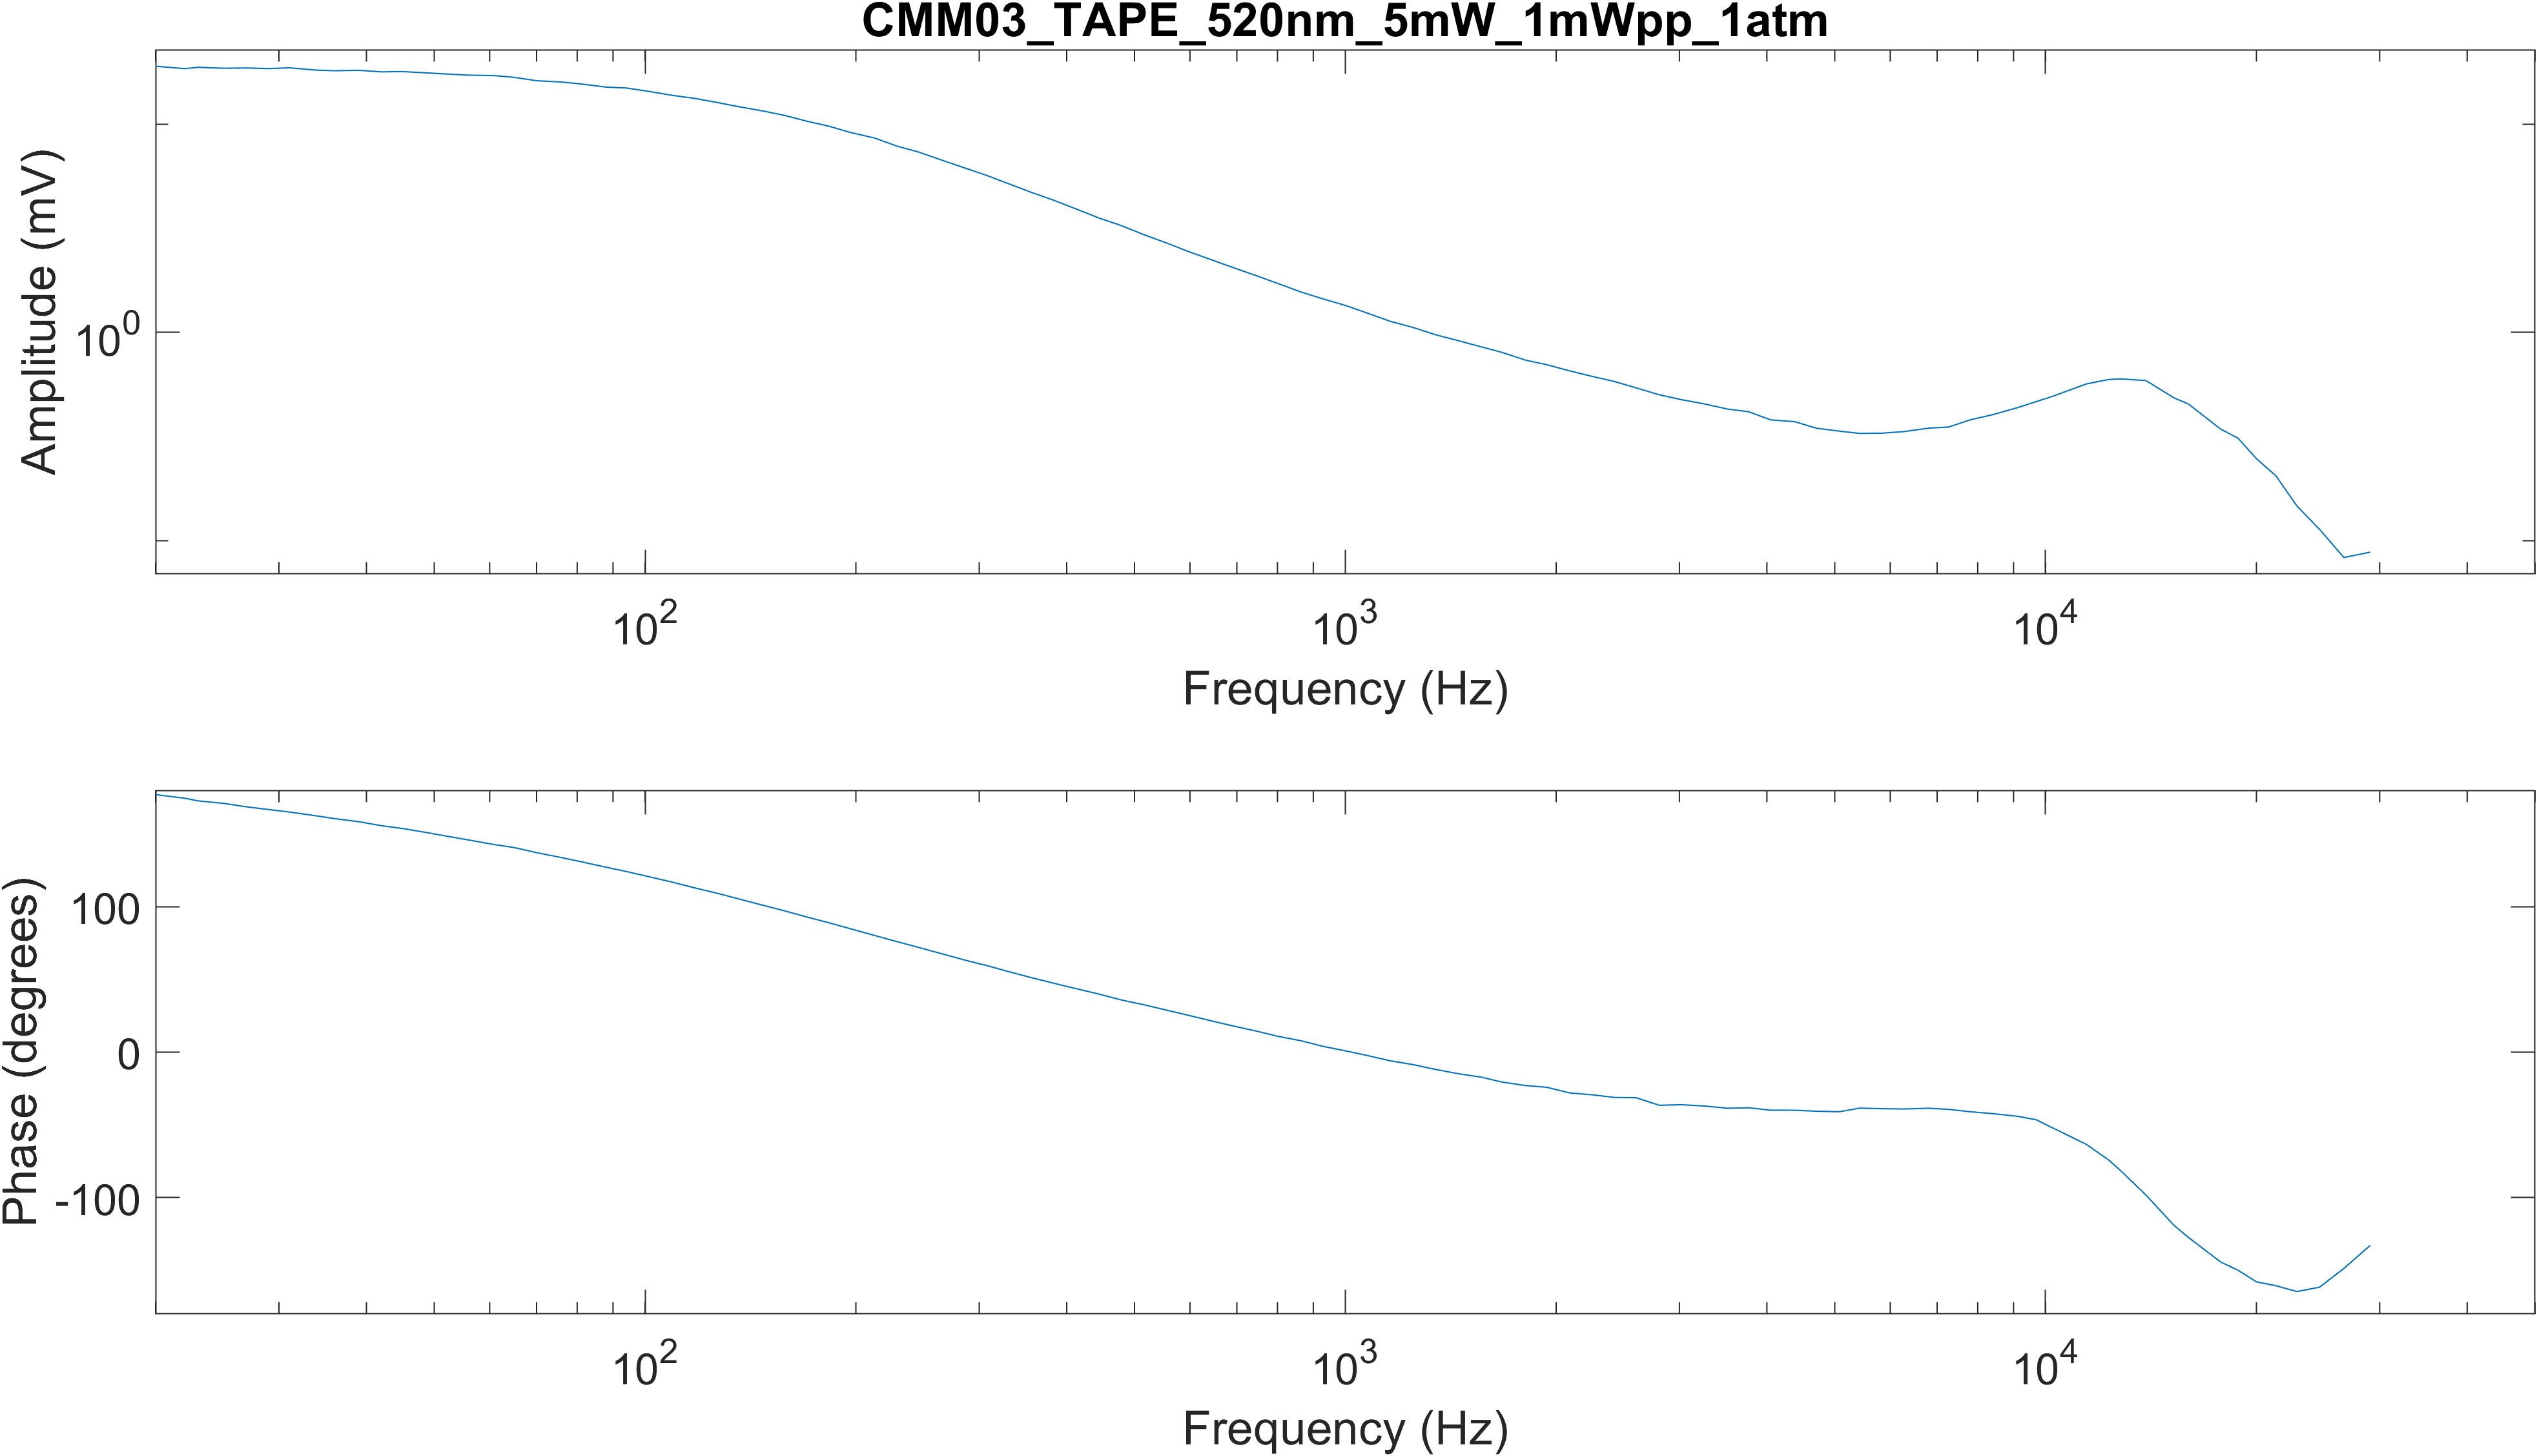 CMM03_TAPE_520nm_5mW_1mWpp_1atm
Amplitude (mV)
10^0
10^2
10^3
10^4
Frequency (Hz)
Phase (degrees)
100
0
-100
10^2
10^3
10^4
Frequency (Hz)